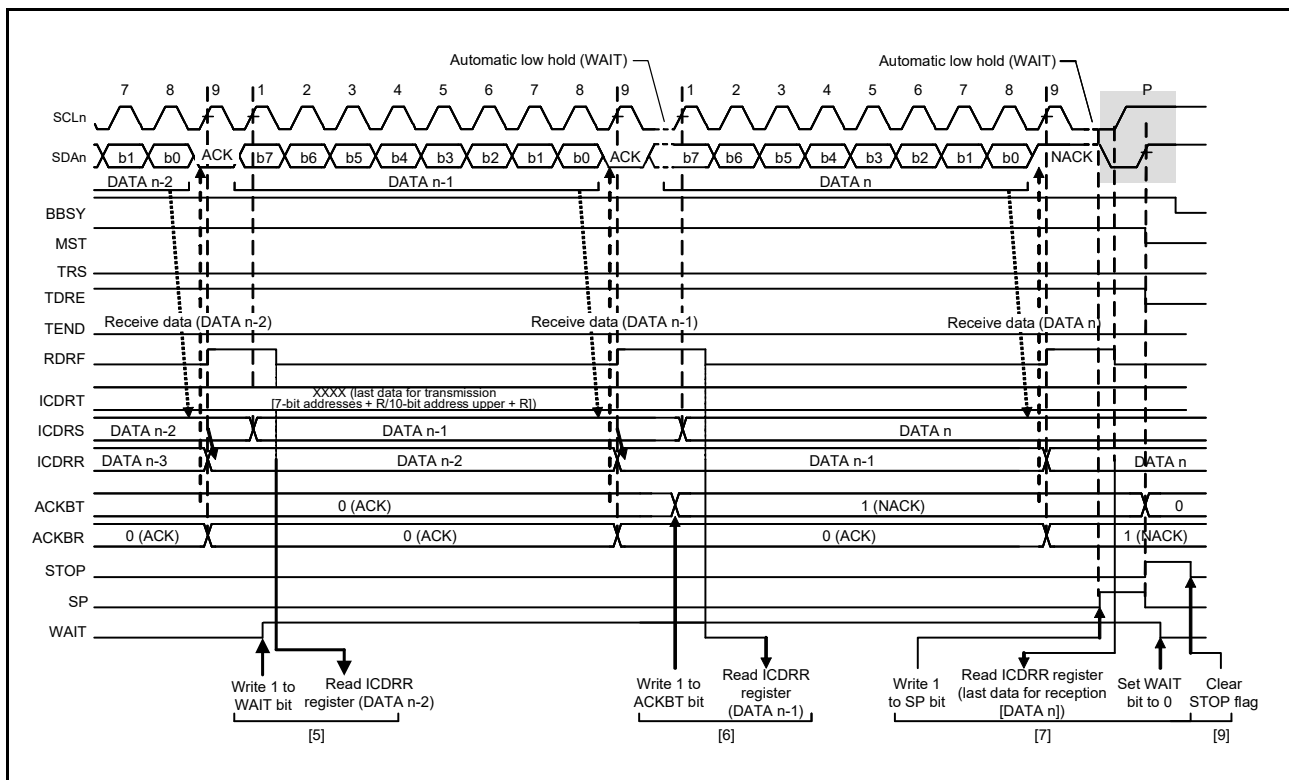 Automatic low hold (WAIT) Automatic low hold (WAIT)
7 8 9 1 2 3 4 5 6 7 8 9 1 2 3 4 5 6 7 8 9 P
SCLn
SDAn b1 b0 ACK b7 b6 b5 b4 b3 b2 b1 b0 ACK b7 b6 b5 b4 b3 b2 b1 b0 NACK
DATA n-2 DATA n-1 DATA n
BBSY
MST
TRS
TDRE
TEND Receive data (DATA n-2) Receive data (DATA n-1) Receive data (DATA n)
RDRF
XXXX (last data for transmission
ICDRT [7-bit addresses + R/10-bit address upper + R])
ICDRS DATA n-2 DATA n-1 DATA n
ICDRR DATA n-3 DATA n-2 DATA n-1 DATA n
ACKBT 0 (ACK) 1 (NACK) 0
ACKBR 0 (ACK) 0 (ACK) 0 (ACK) 1 (NACK)
STOP
SP
WAIT
Write 1 to
WAIT bit
Read ICDRR
register (DATA n-2)
Write 1 to
ACKBT bit
Read ICDRR
register
(DATA n-1)
Write 1
to SP bit
Read ICDRR register
(last data for reception
[DATA n])
Set WAIT
bit to 0
Clear
STOP flag
[5] [6] [7] [9]